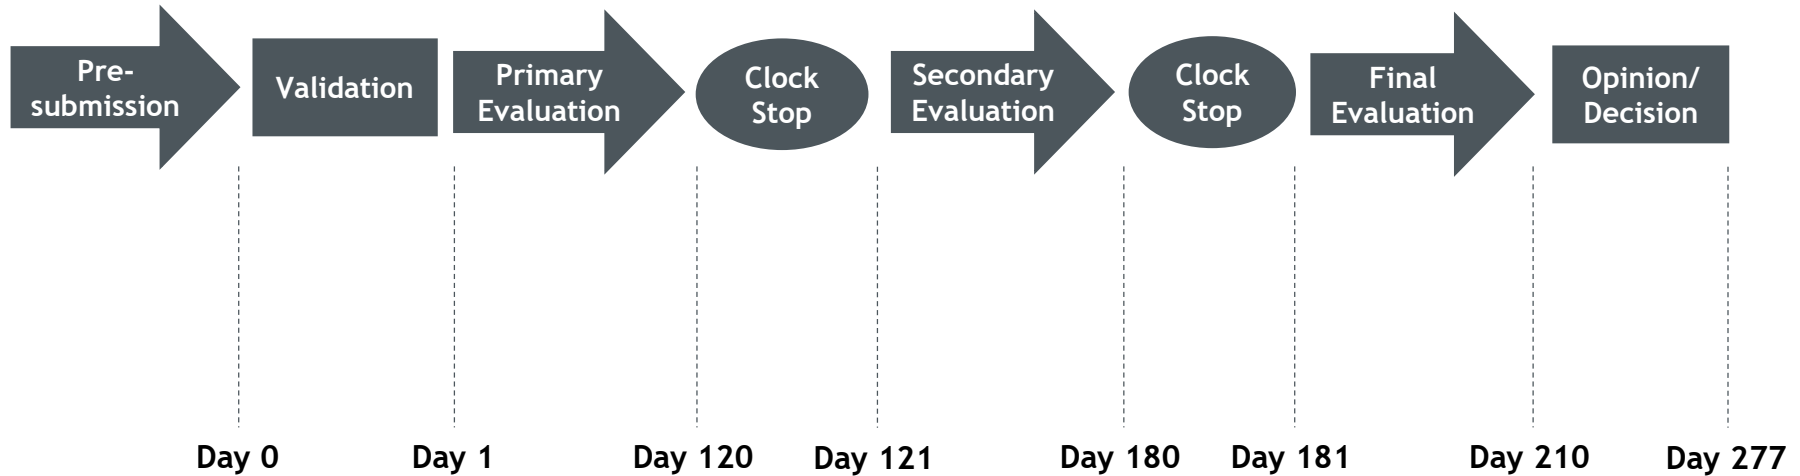 Pre-
submission
Validation
Primary
Evaluation
Clock
Stop
Secondary
Evaluation
Clock
Stop
Final
Evaluation
Opinion/
Decision
Day 0
Day 1
Day 120
Day 121
Day 180
Day 181
Day 210
Day 277